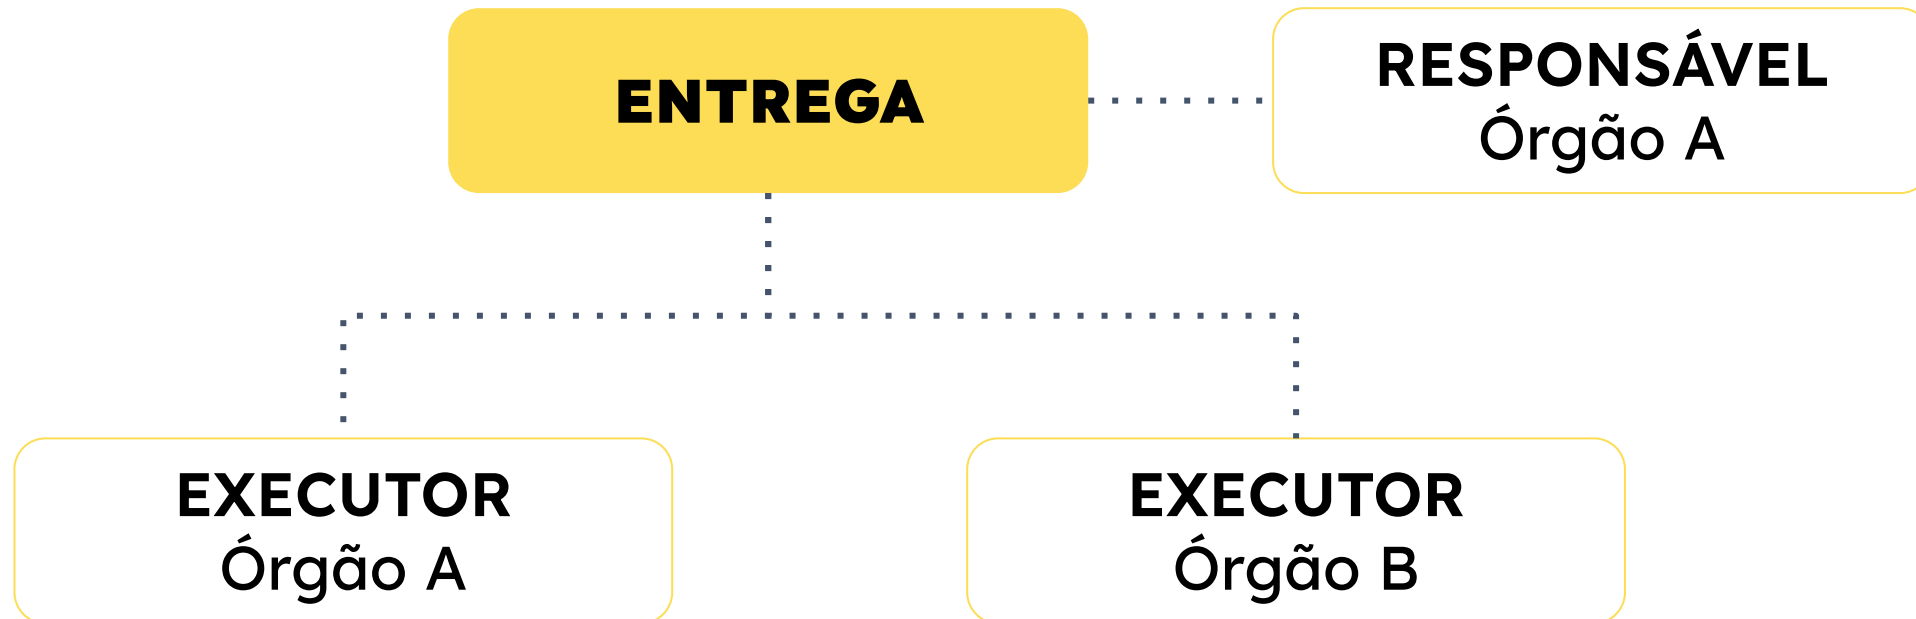 ENTREGA
RESPONSÁVEL
Órgão A
EXECUTOR
Órgão A
EXECUTOR
Órgão B